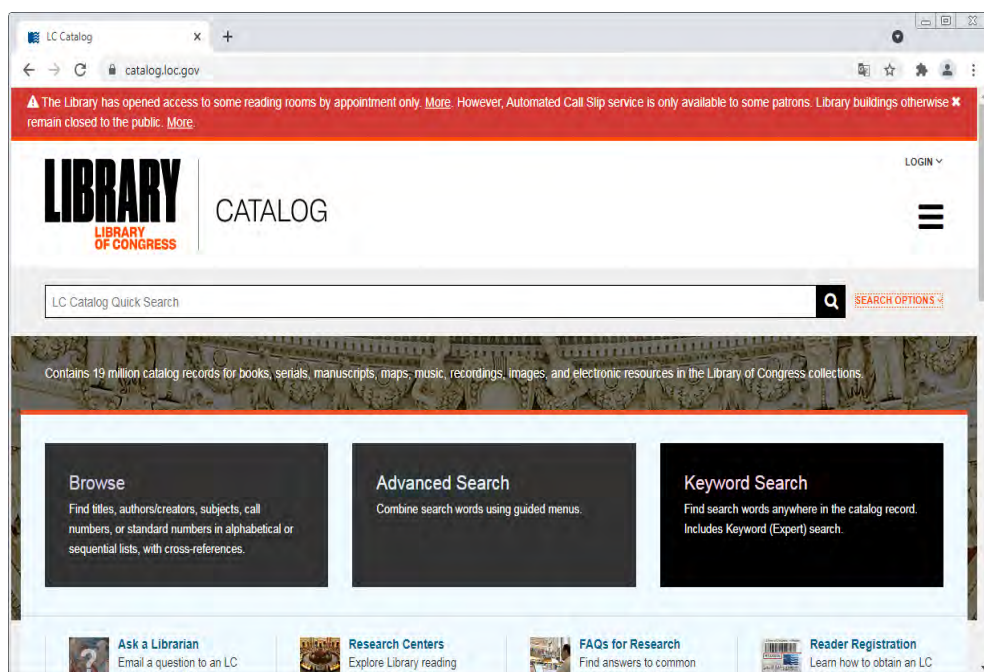 LC Catalog
catalog.loc.gov
The Library has opened access to some reading rooms by appointment only. More. However, Automated Call Slip service is only available to some patrons. Library buildings otherwise
remain closed to the public. More.
LOGIN
LIBRARY
LIBRARY
OF CONGRESS
CATALOG
LC Catalog Quick Search
SEARCH OPTIONS
Contains 19 million catalog records for books, serials, manuscripts, maps, music, recordings, images, and electronic resources in the Library of Congress collections.
Browse
Find titles, authors/creators, subjects, call
numbers, or standard numbers in alphabetical or
sequential lists, with cross-references.
Advanced Search
Combine search words using guided menus.
Keyword Search
Find search words anywhere in the catalog record.
Includes Keyword (Expert) search.
Ask a Librarian
Email a question to an LC
Research Centers
Explore Library reading
FAQs for Research
Find answers to common
Reader Registration
Learn how to obtain an LC